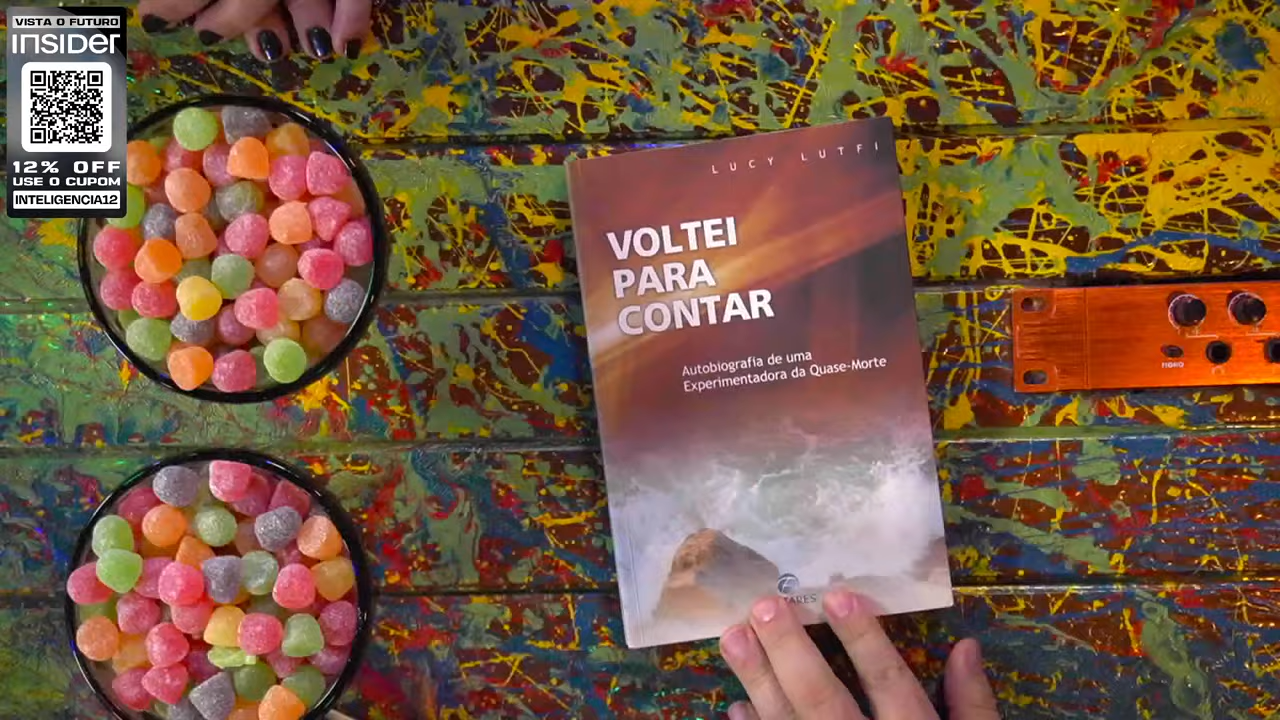 VISTA O FUTURO
INSIDER
12% OFF
USE O CUPOM
INTELIGENCIA12
LUCY LUTFI
VOLTEI
PARA
CONTAR
Autobiografia de uma
Experimentadora da Quase-Morte